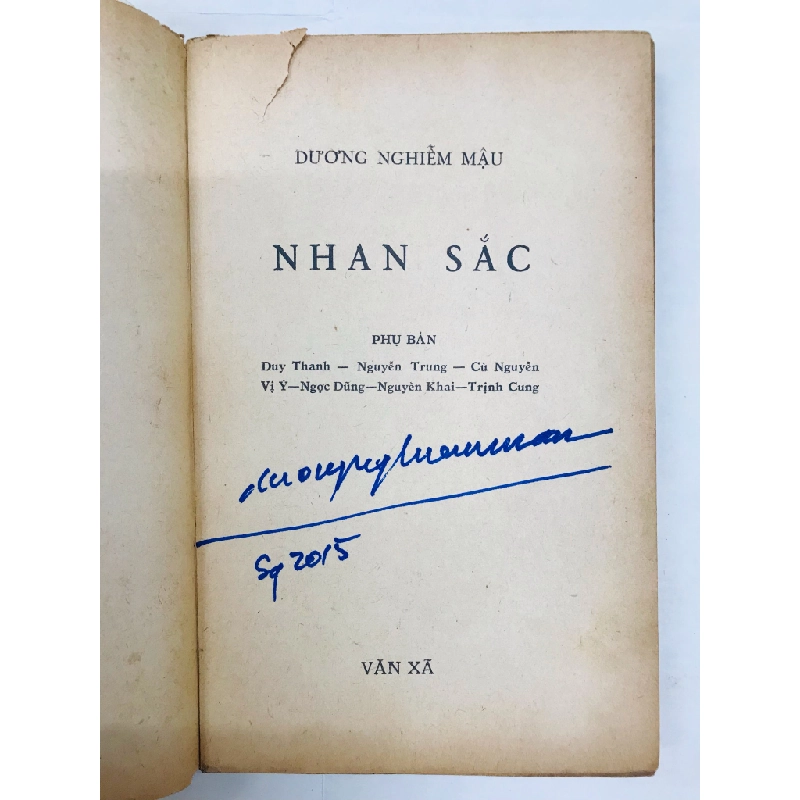 DƯƠNG NGHIỄM MẬU
NHAN SẮC
PHỤ BẢN
Duy Thanh — Nguyễn Trung — Cù Nguyễn
Vị Ý—Ngọc Dũng—Nguyên Khai—Trịnh Cung
duongnghiemmau
Sg 2015
VĂN XÃ